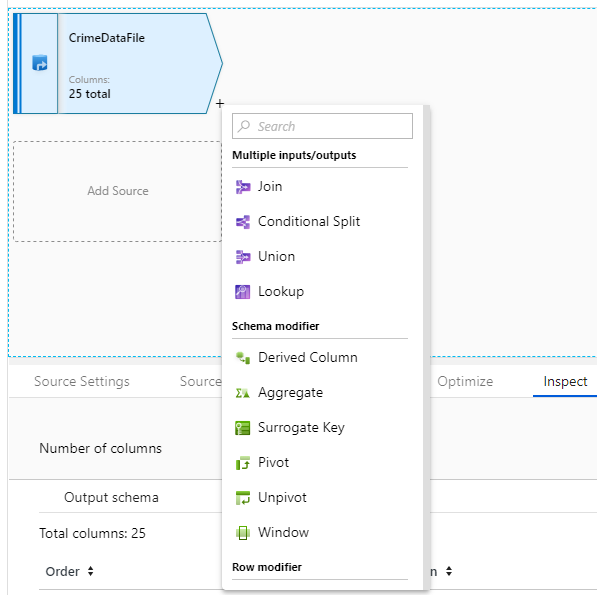 CrimeDataFile
Columns:
25 total
+
Add Source
Search
Multiple inputs/outputs
Join
Conditional Split
Union
Lookup
Schema modifier
Derived Column
Aggregate
Surrogate Key
Pivot
Unpivot
Window
Row modifier
Source Settings Source Optimize Inspect
Number of columns
Output schema
Total columns: 25
Order n